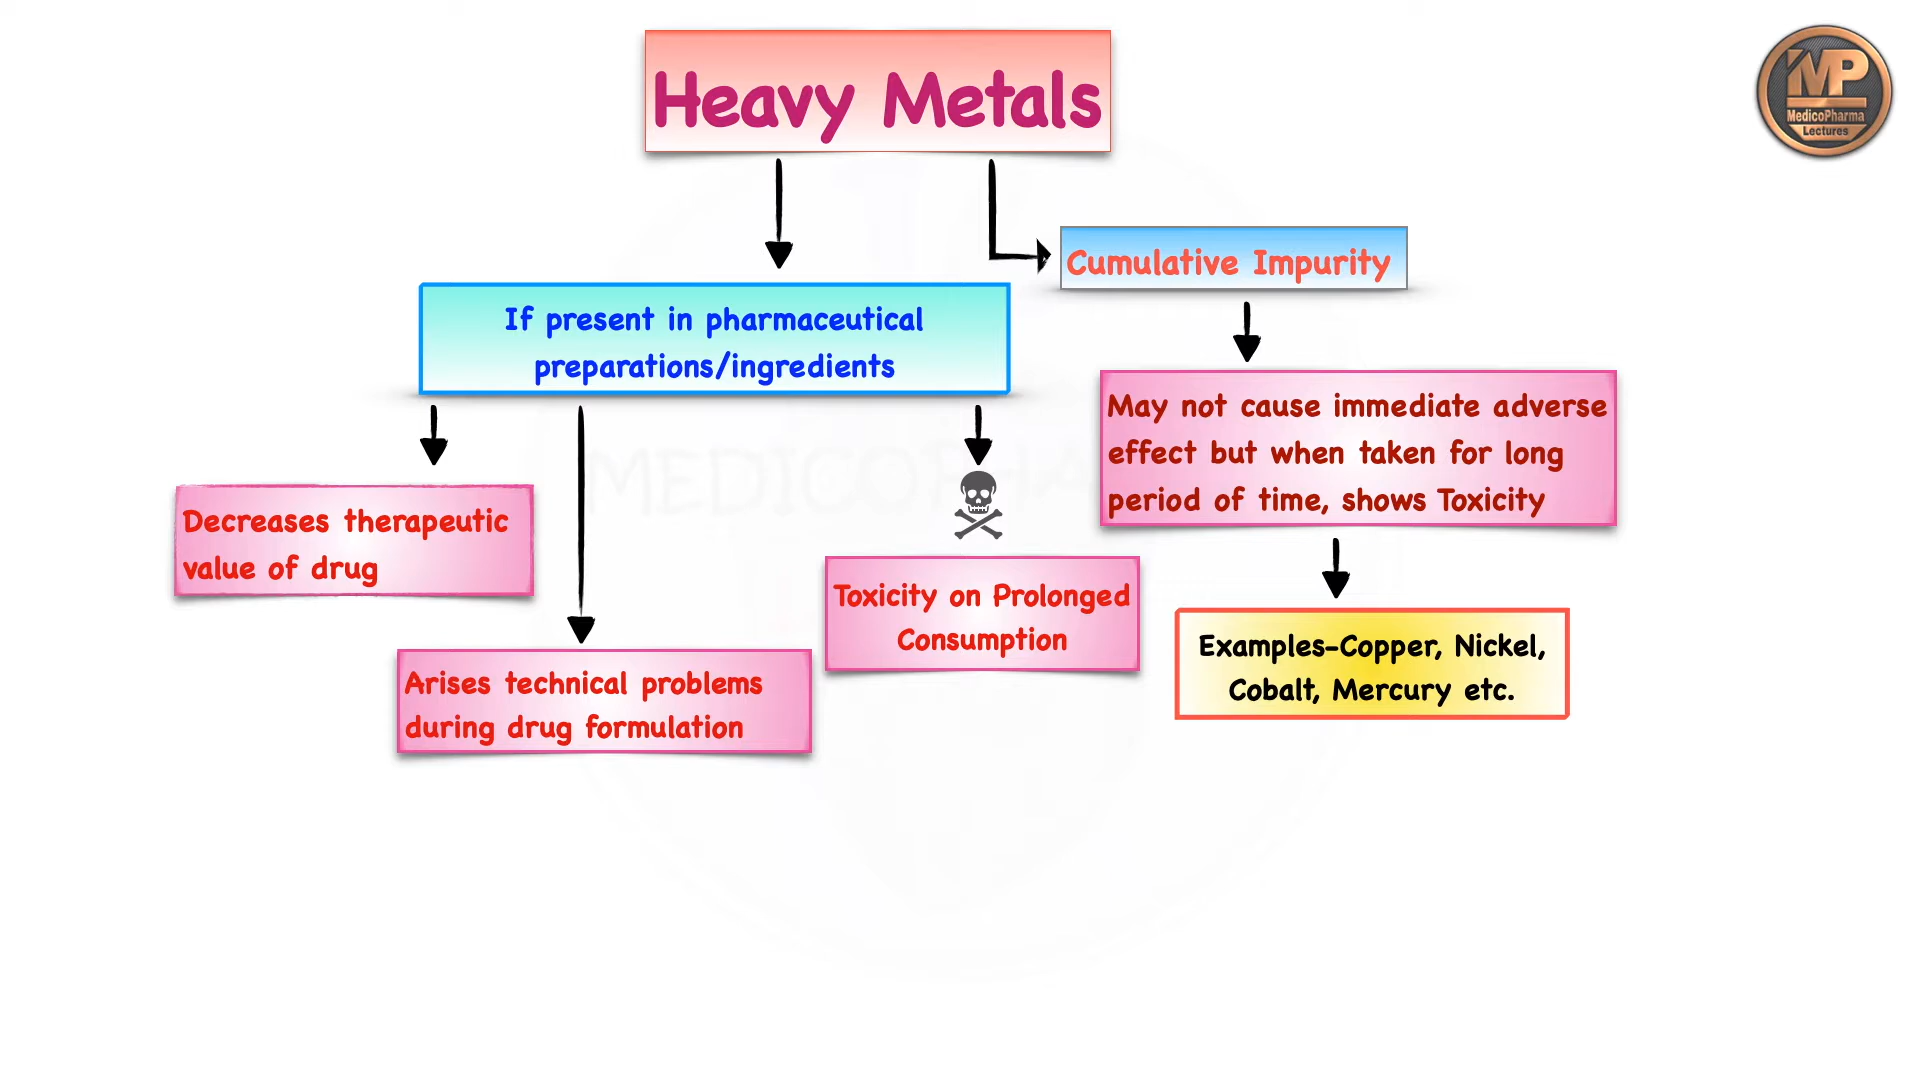 Heavy Metals
MP
MedicoPharma
Lectures
Cumulative Impurity
If present in pharmaceutical
preparations/ingredients
May not cause immediate adverse
effect but when taken for long
period of time, shows Toxicity
Decreases therapeutic
value of drug
Toxicity on Prolonged
Consumption
Examples-Copper, Nickel,
Cobalt, Mercury etc.
Arises technical problems
during drug formulation
MEDICOPHA